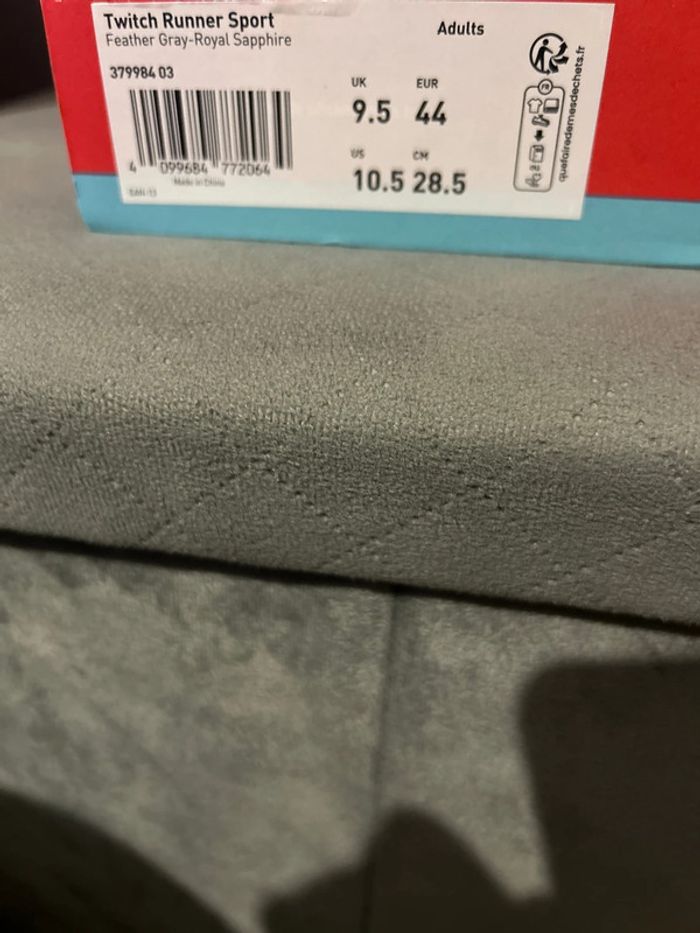 Twitch Runner Sport
Feather Gray-Royal Sapphire
Adults
379984 03
UK EUR
9.5 44
US CM
10.5 28.5
4 099684 772064
Made in China
quefairedemesdechets.fr
FR